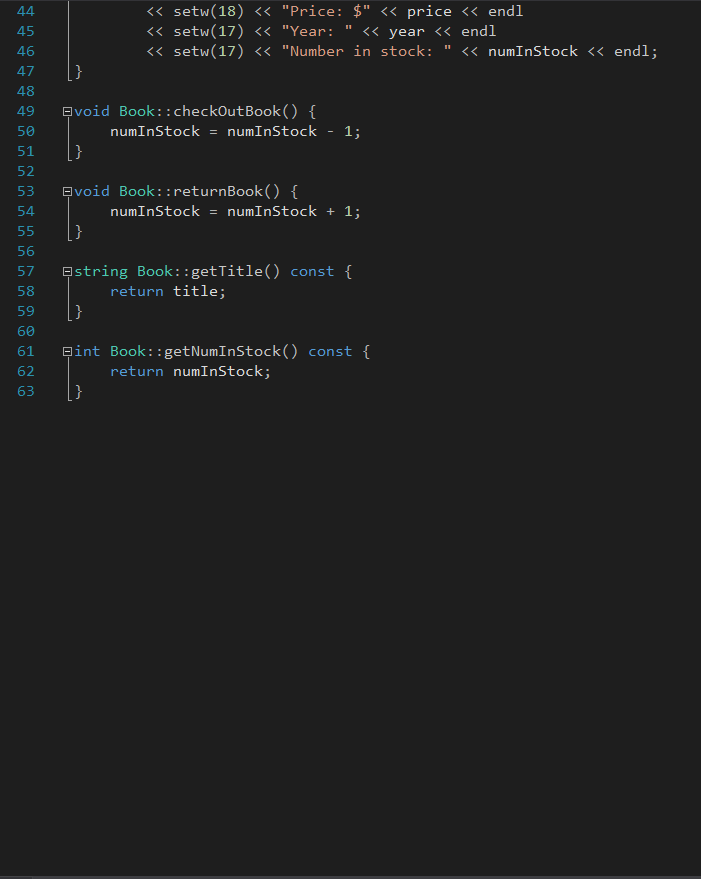 44 << setw(18) << "Price: $" << price << endl
45 << setw(17) << "Year: " << year << endl
46 << setw(17) << "Number in stock: " << numInStock << endl;
47 }
48
49 void Book::checkOutBook() {
50 numInStock = numInStock - 1;
51 }
52
53 void Book::returnBook() {
54 numInStock = numInStock + 1;
55 }
56
57 string Book::getTitle() const {
58 return title;
59 }
60
61 int Book::getNumInStock() const {
62 return numInStock;
63 }